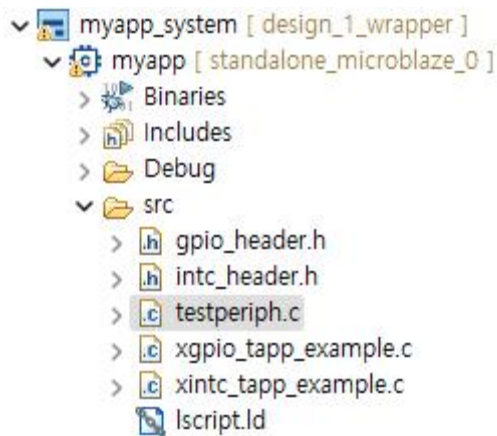 myapp_system [ design_1_wrapper ]
myapp [ standalone_microblaze_0 ]
Binaries
Includes
Debug
src
gpio_header.h
intc_header.h
testperiph.c
xgpio_tapp_example.c
xintc_tapp_example.c
lscript.ld